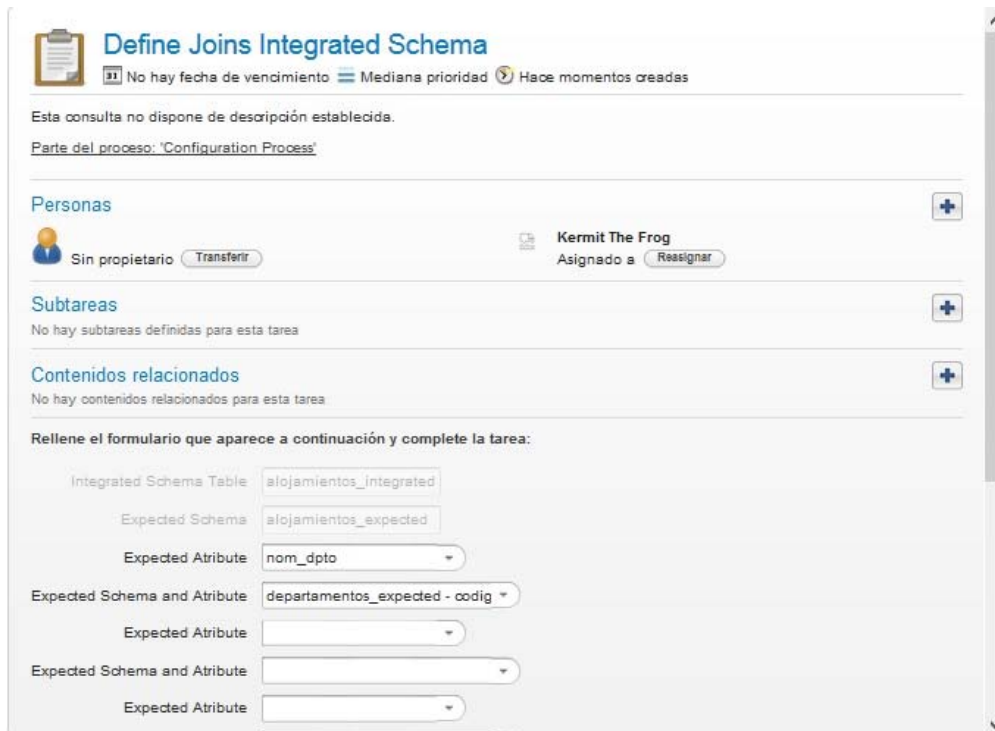 Define Joins Integrated Schema
31 No hay fecha de vencimiento Mediana prioridad Hace momentos creadas
Esta consulta no dispone de descripción establecida.
Parte del proceso: 'Configuration Process'
Personas
Kermit The Frog
Sin propietario Transferir
Asignado a Reasignar
Subtareas
No hay subtareas definidas para esta tarea
Contenidos relacionados
No hay contenidos relacionados para esta tarea
Rellene el formulario que aparece a continuación y complete la tarea:
Integrated Schema Table alojamientos_integrated
Expected Schema alojamientos_expected
Expected Atribute nom_dpto
Expected Schema and Atribute departamentos_expected - codig
Expected Atribute
Expected Schema and Atribute
Expected Atribute